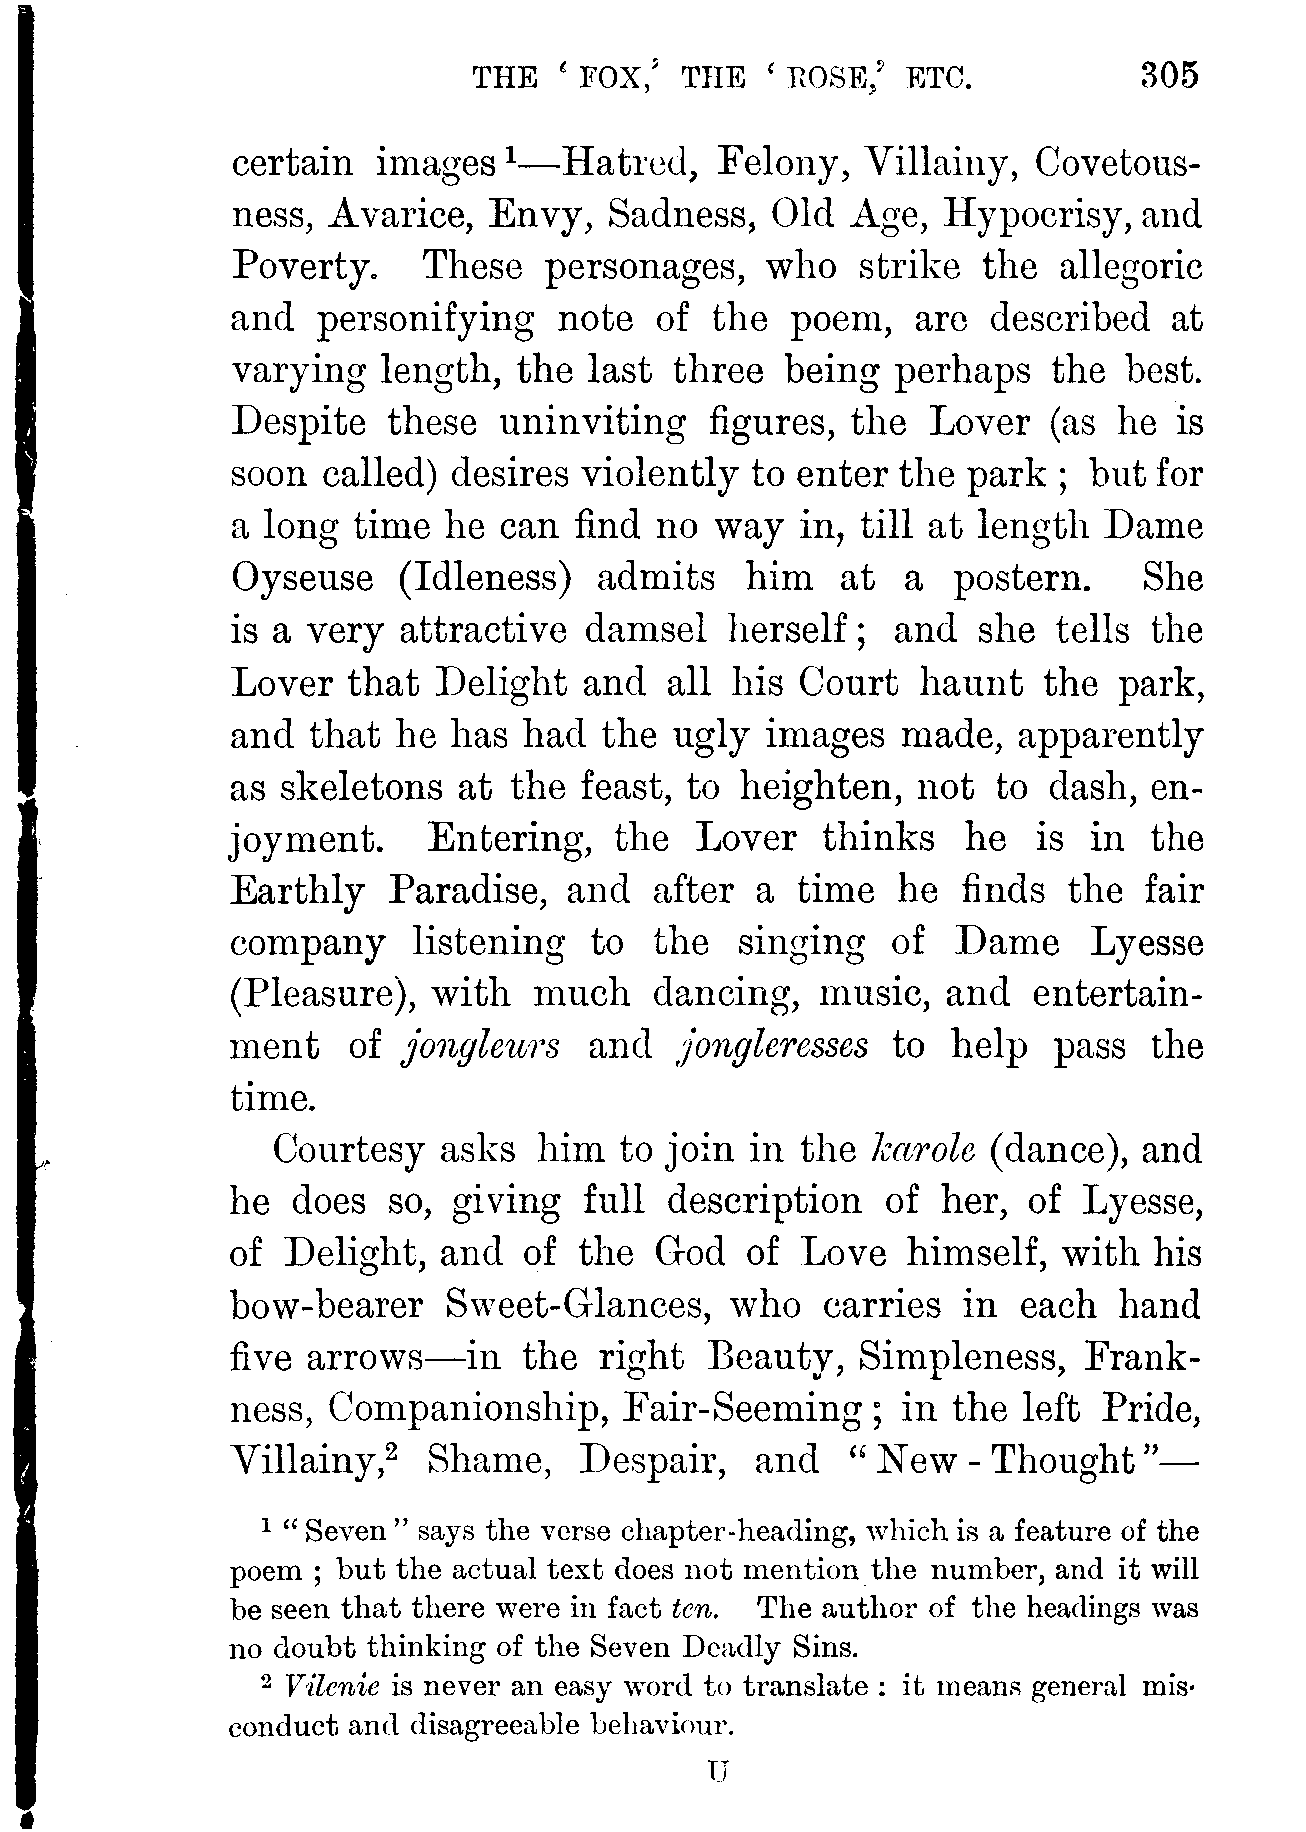 THE ‘ FOX,’ THE ‘ ROSE,’ ETC. 305
certain images ¹—Hatred, Felony, Villainy, Covetous-
ness, Avarice, Envy, Sadness, Old Age, Hypocrisy, and
Poverty. These personages, who strike the allegoric
and personifying note of the poem, are described at
varying length, the last three being perhaps the best.
Despite these uninviting figures, the Lover (as he is
soon called) desires violently to enter the park ; but for
a long time he can find no way in, till at length Dame
Oyseuse (Idleness) admits him at a postern. She
is a very attractive damsel herself ; and she tells the
Lover that Delight and all his Court haunt the park,
and that he has had the ugly images made, apparently
as skeletons at the feast, to heighten, not to dash, en-
joyment. Entering, the Lover thinks he is in the
Earthly Paradise, and after a time he finds the fair
company listening to the singing of Dame Lyesse
(Pleasure), with much dancing, music, and entertain-
ment of jongleurs and jongleresses to help pass the
time.
Courtesy asks him to join in the karole (dance), and
he does so, giving full description of her, of Lyesse,
of Delight, and of the God of Love himself, with his
bow-bearer Sweet-Glances, who carries in each hand
five arrows—in the right Beauty, Simpleness, Frank-
ness, Companionship, Fair-Seeming ; in the left Pride,
Villainy,² Shame, Despair, and “ New - Thought ”—
¹ “ Seven ” says the verse chapter-heading, which is a feature of the
poem ; but the actual text does not mention the number, and it will
be seen that there were in fact ten. The author of the headings was
no doubt thinking of the Seven Deadly Sins.
² Vilenie is never an easy word to translate : it means general mis-
conduct and disagreeable behaviour.
U